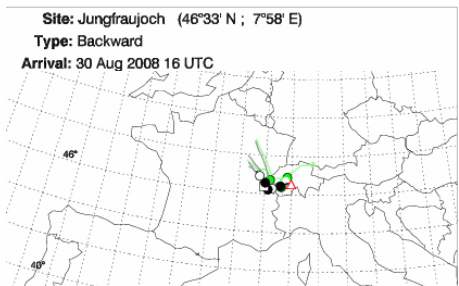 Site: Jungfraujoch (46°33' N ; 7°58' E)
Type: Backward
Arrival: 30 Aug 2008 16 UTC
46°
40°